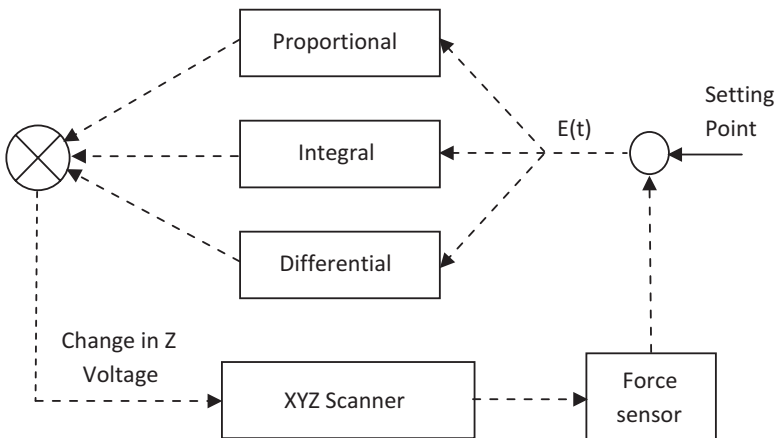 Proportional
Setting
Point
E(t)
Integral
Differential
Change in Z
Voltage
XYZ Scanner
Force
sensor